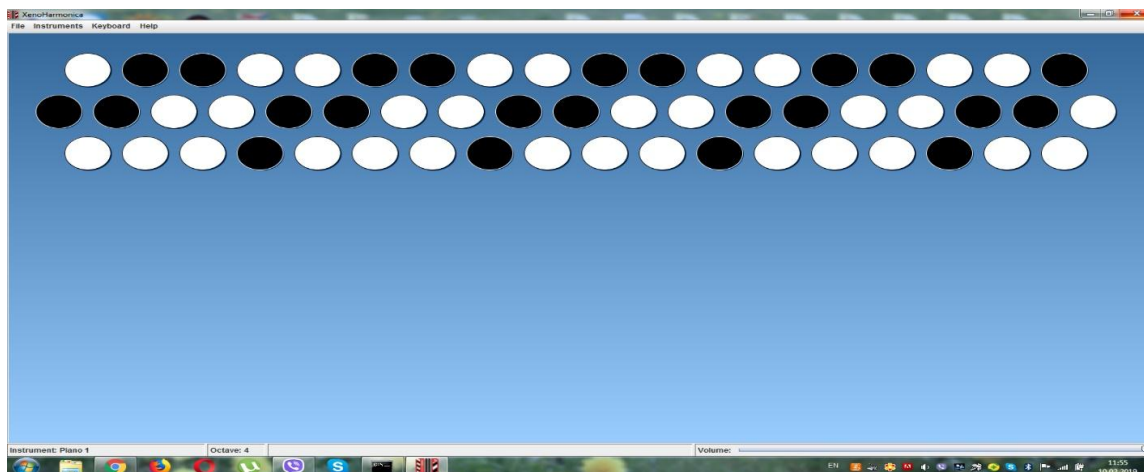 XenoHarmonica
File Instruments Keyboard Help
Instrument: Piano 1
Octave: 4
Volume:
EN
11:55